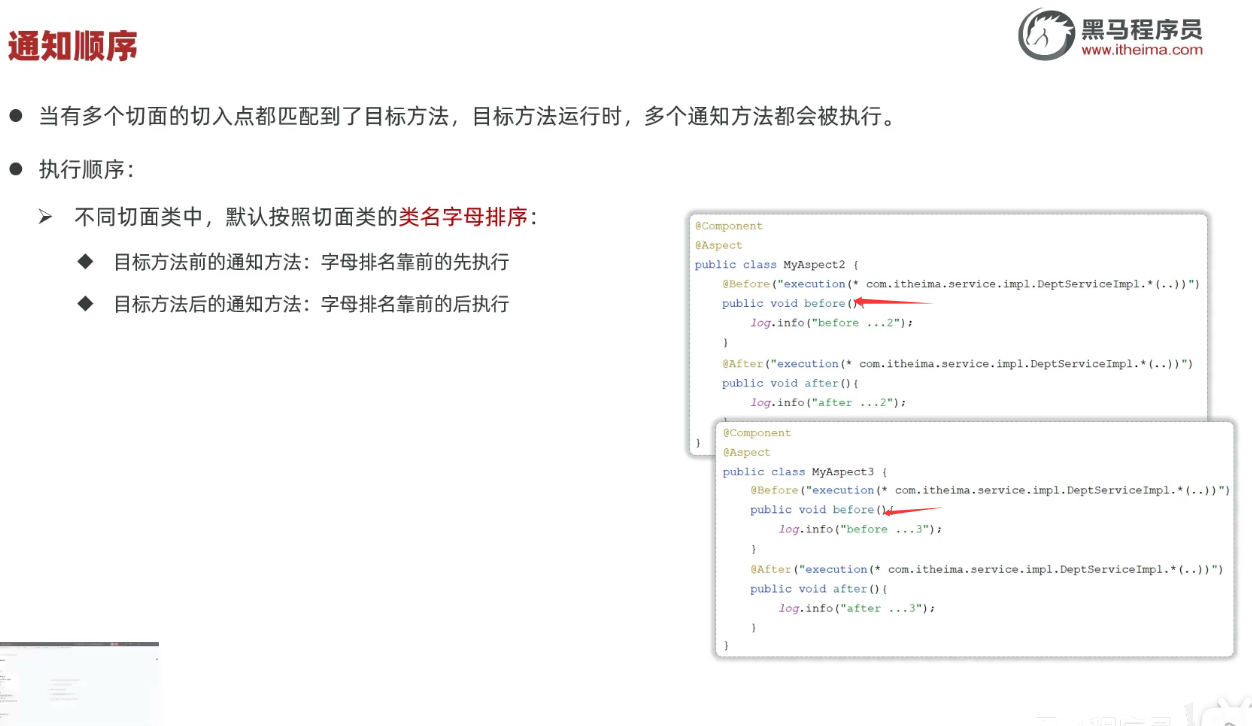 通知顺序
黑马程序员
www.itheima.com
当有多个切面的切入点都匹配到了目标方法，目标方法运行时，多个通知方法都会被执行。
执行顺序：
不同切面类中，默认按照切面类的类名字母排序：
目标方法前的通知方法：字母排名靠前的先执行
目标方法后的通知方法：字母排名靠前的后执行
@Component
@Aspect
public class MyAspect2 {
@Before("execution(* com.itheima.service.impl.DeptServiceImpl.*(..))")
public void before(){
log.info("before ...2");
}
@After("execution(* com.itheima.service.impl.DeptServiceImpl.*(..))")
public void after(){
log.info("after ...2");
}
}
@Component
@Aspect
public class MyAspect3 {
@Before("execution(* com.itheima.service.impl.DeptServiceImpl.*(..))")
public void before(){
log.info("before ...3");
}
@After("execution(* com.itheima.service.impl.DeptServiceImpl.*(..))")
public void after(){
log.info("after ...3");
}
}